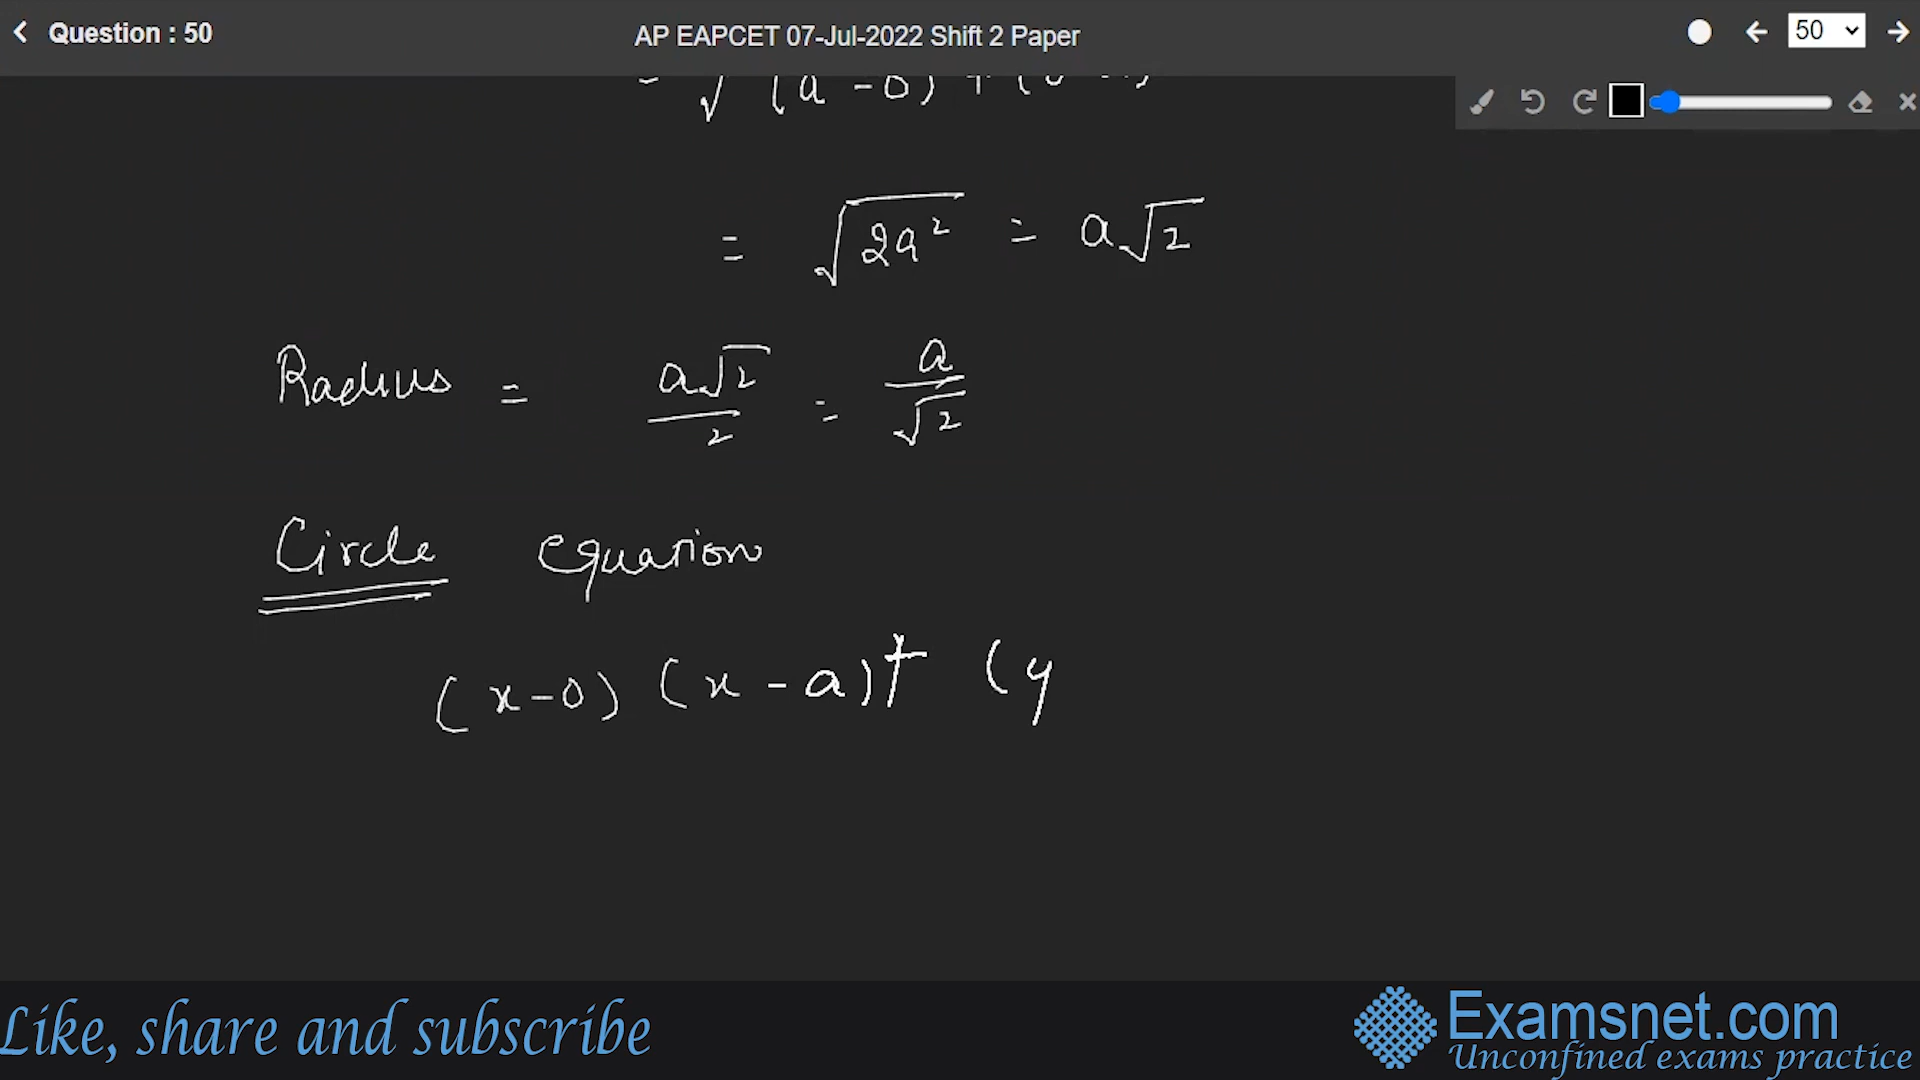 Question : 50
AP EAPCET 07-Jul-2022 Shift 2 Paper
50
= √2a² = a√2
Radius = a√2/2 = a/√2
Circle equation
(x-0) (x-a) + (y
Like, share and subscribe
Examsnet.com
Unconfined exams practice